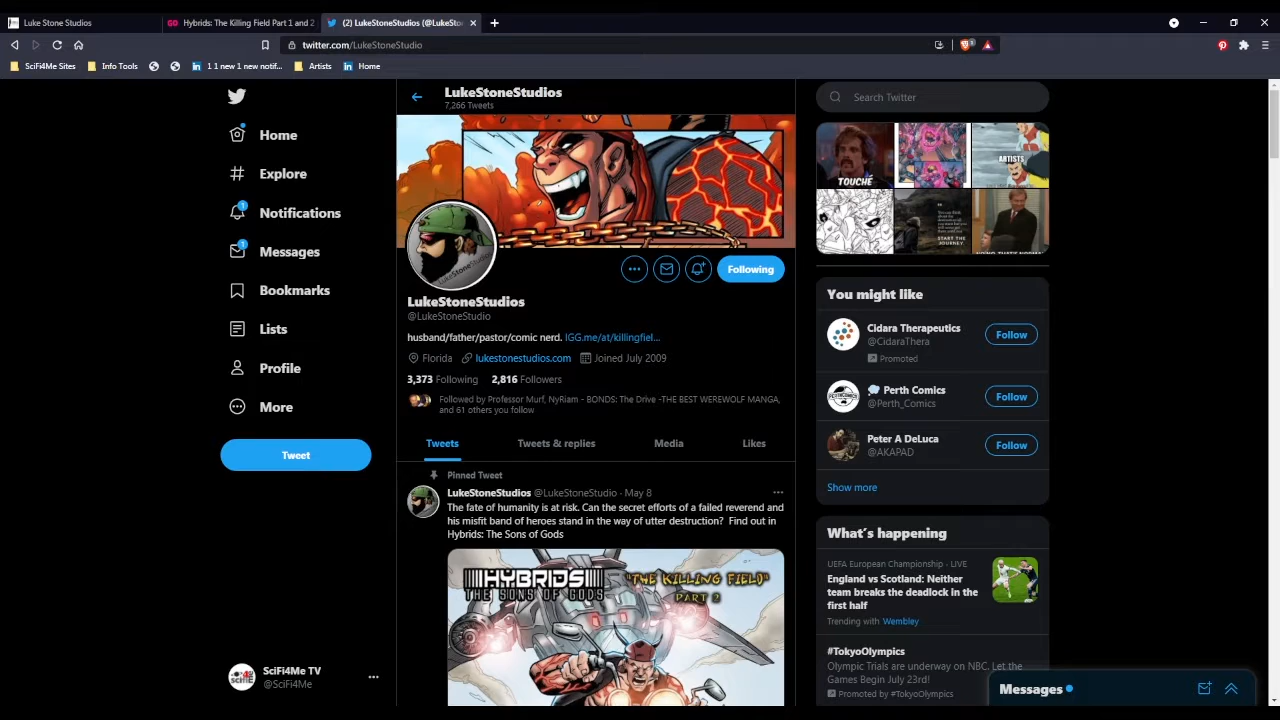 Luke Stone Studios
GO Hybrids: The Killing Field Part 1 and 2
(2) LukeStoneStudios (@LukeSto
twitter.com/LukeStoneStudio
SciFi4Me Sites
Info Tools
1 1 new 1 new notif...
Artists
Home
LukeStoneStudios
7,266 Tweets
Search Twitter
Home
Explore
1
Notifications
1
Messages
Bookmarks
Lists
Profile
More
Tweet
SciFi4Me TV
@SciFi4Me
TOUCHÉ
ARTISTS
START THE
JOURNEY
Following
LukeStoneStudios
@LukeStoneStudio
husband/father/pastor/comic nerd. IGG.me/at/killingfiel...
Florida lukestonestudios.com Joined July 2009
3,373 Following 2,816 Followers
Followed by Professor Murf, NyRiam - BONDS: The Drive -THE BEST WEREWOLF MANGA,
and 61 others you follow
Tweets Tweets & replies Media Likes
Pinned Tweet
LukeStoneStudios @LukeStoneStudio · May 8
The fate of humanity is at risk. Can the secret efforts of a failed reverend and
his misfit band of heroes stand in the way of utter destruction? Find out in
Hybrids: The Sons of Gods
HYBRIDS
THE SONS OF GODS
"THE KILLING FIELD"
PART 2
You might like
Cidara Therapeutics
@CidaraThera
Promoted
Follow
Perth Comics
@Perth_Comics
Follow
Peter A DeLuca
@AKAPAD
Follow
Show more
What's happening
UEFA European Championship · LIVE
England vs Scotland: Neither
team breaks the deadlock in the
first half
Trending with Wembley
#TokyoOlympics
Olympic Trials are underway on NBC. Let the
Games Begin July 23rd!
Promoted by #TokyoOlympics
Messages